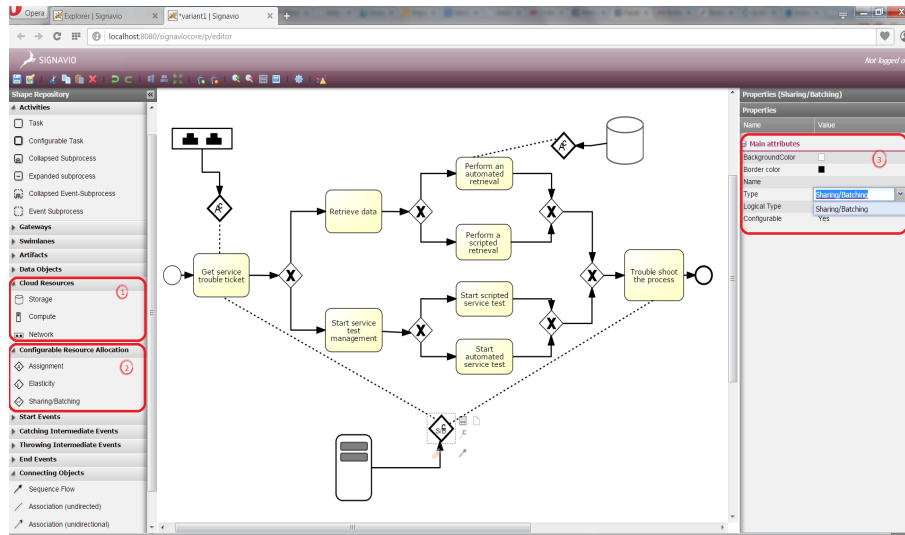 Opera
Explorer | Signavio
*variant1 | Signavio
localhost:8080/signaviocore/p/editor
SIGNAVIO
Not logged o
Shape Repository
Activities
Task
Configurable Task
Collapsed Subprocess
Expanded subprocess
Collapsed Event-Subprocess
Event Subprocess
Gateways
Swimlanes
Artifacts
Data Objects
Cloud Resources
1
Storage
Compute
Network
Configurable Resource Allocation
2
Assignment
Elasticity
Sharing/Batching
Start Events
Catching Intermediate Events
Throwing Intermediate Events
End Events
Connecting Objects
Sequence Flow
Association (undirected)
Association (unidirectional)
Perform an
automated
retrieval
Retrieve data
Perform a
scripted
retrieval
Get service
trouble ticket
Trouble shoot
the process
Start scripted
service test
Start service
test
management
Start
automated
service test
Properties (Sharing/Batching)
Properties
Name Value
Main attributes
3
BackgroundColor
Border color
Name
Type Sharing/Batching
Logical Type Sharing/Batching
Configurable Yes